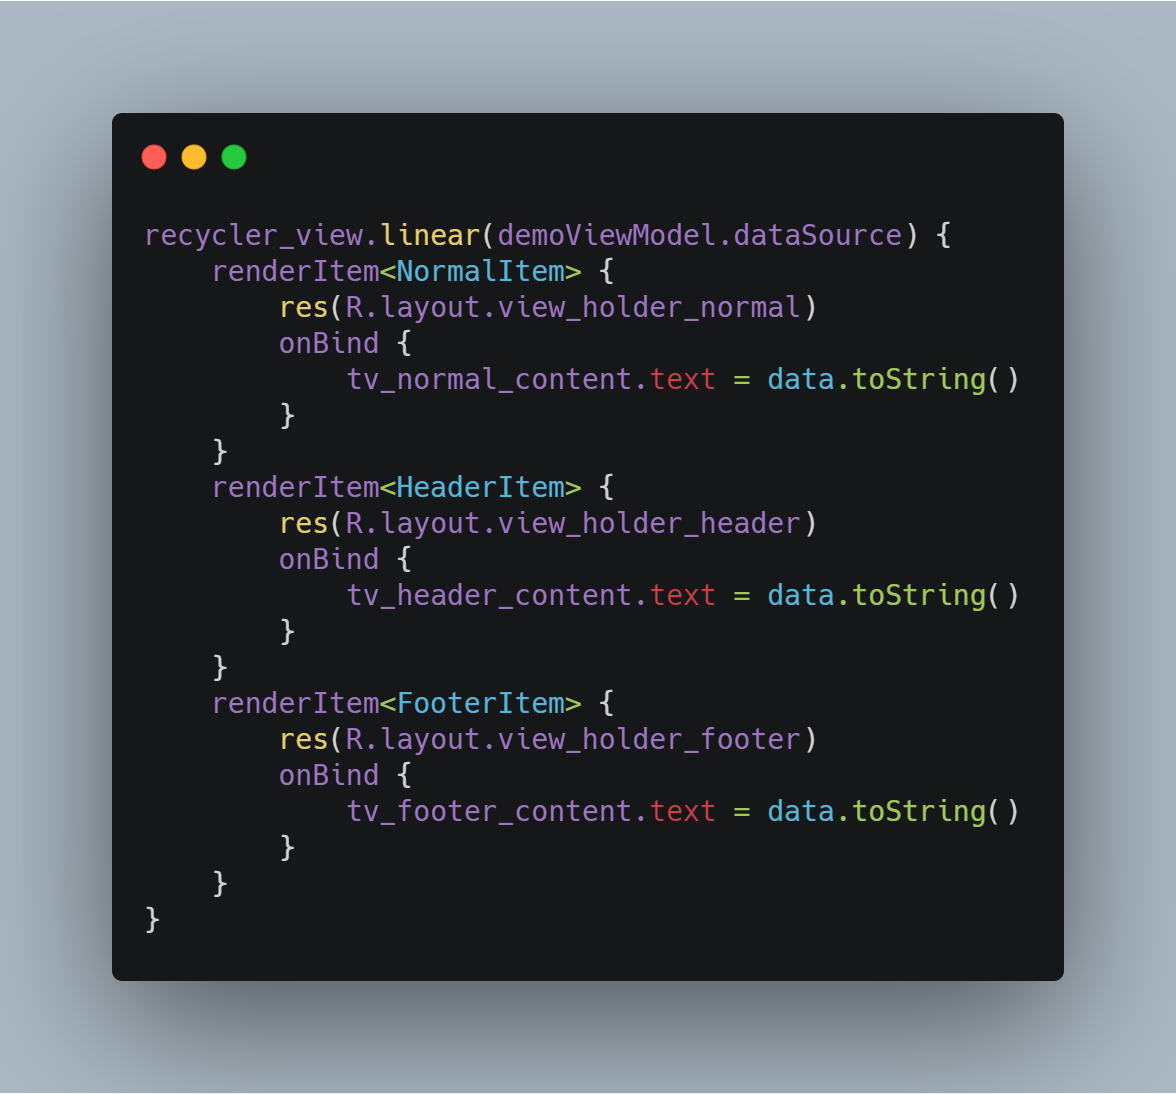 recycler_view.linear(demoViewModel.dataSource) {
    renderItem<NormalItem> {
        res(R.layout.view_holder_normal)
        onBind {
            tv_normal_content.text = data.toString()
        }
    }
    renderItem<HeaderItem> {
        res(R.layout.view_holder_header)
        onBind {
            tv_header_content.text = data.toString()
        }
    }
    renderItem<FooterItem> {
        res(R.layout.view_holder_footer)
        onBind {
            tv_footer_content.text = data.toString()
        }
    }
}